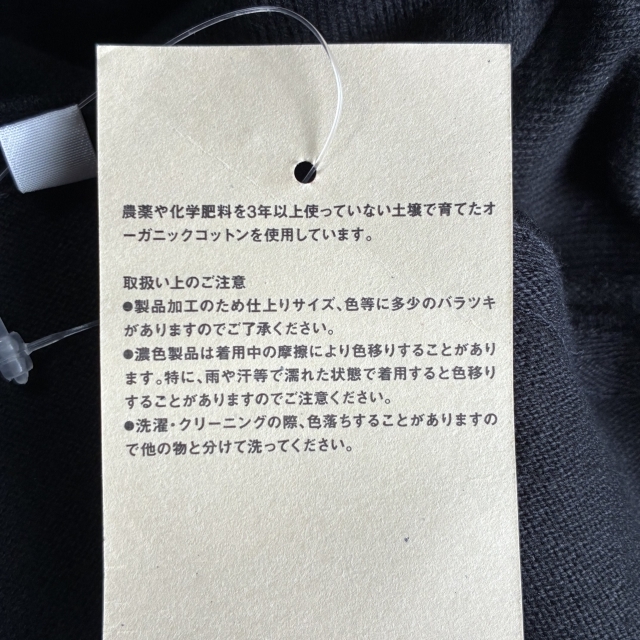 農薬や化学肥料を3年以上使っていない土壌で育てたオ
ーガニックコットンを使用しています。
取扱い上のご注意
●製品加工のため仕上りサイズ、色等に多少のバラツキ
がありますのでご了承ください。
●濃色製品は着用中の摩擦により色移りすることがあり
ます。特に、雨や汗等で濡れた状態で着用すると色移り
することがありますのでご注意ください。
●洗濯・クリーニングの際、色落ちすることがありますの
で他の物と分けて洗ってください。